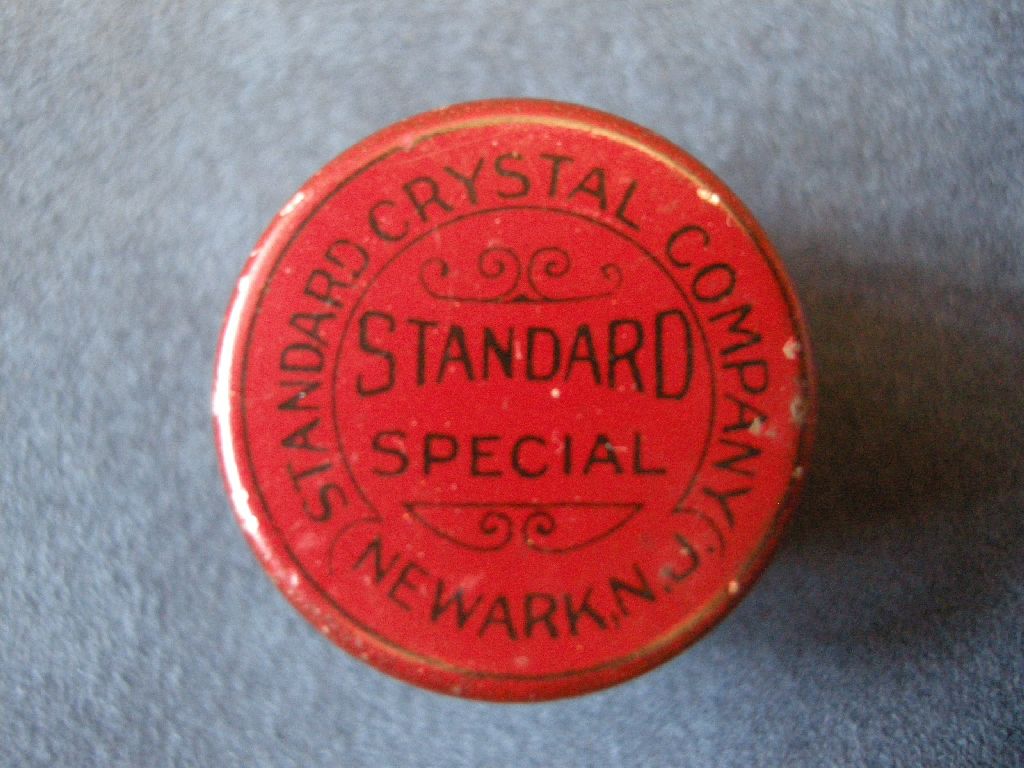 STANDARD CRYSTAL COMPANY
STANDARD
SPECIAL
NEWARK, N.J.